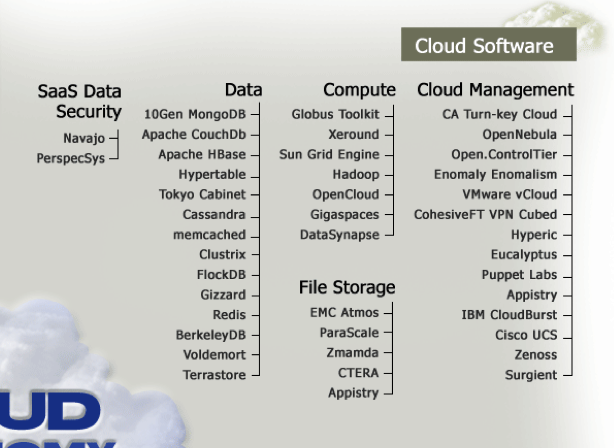 Cloud Software
SaaS Data
Security
Navajo
PerspecSys
Data
10Gen MongoDB
Apache CouchDb
Apache HBase
Hypertable
Tokyo Cabinet
Cassandra
memcached
Clustrix
FlockDB
Gizzard
Redis
BerkeleyDB
Voldemort
Terrastore
Compute
Globus Toolkit
Xeround
Sun Grid Engine
Hadoop
OpenCloud
Gigaspaces
DataSynapse
File Storage
EMC Atmos
ParaScale
Zmamda
CTERA
Appistry
Cloud Management
CA Turn-key Cloud
OpenNebula
Open.ControlTier
Enomaly Enomalism
VMware vCloud
CohesiveFT VPN Cubed
Hyperic
Eucalyptus
Puppet Labs
Appistry
IBM CloudBurst
Cisco UCS
Zenoss
Surgient
OUD